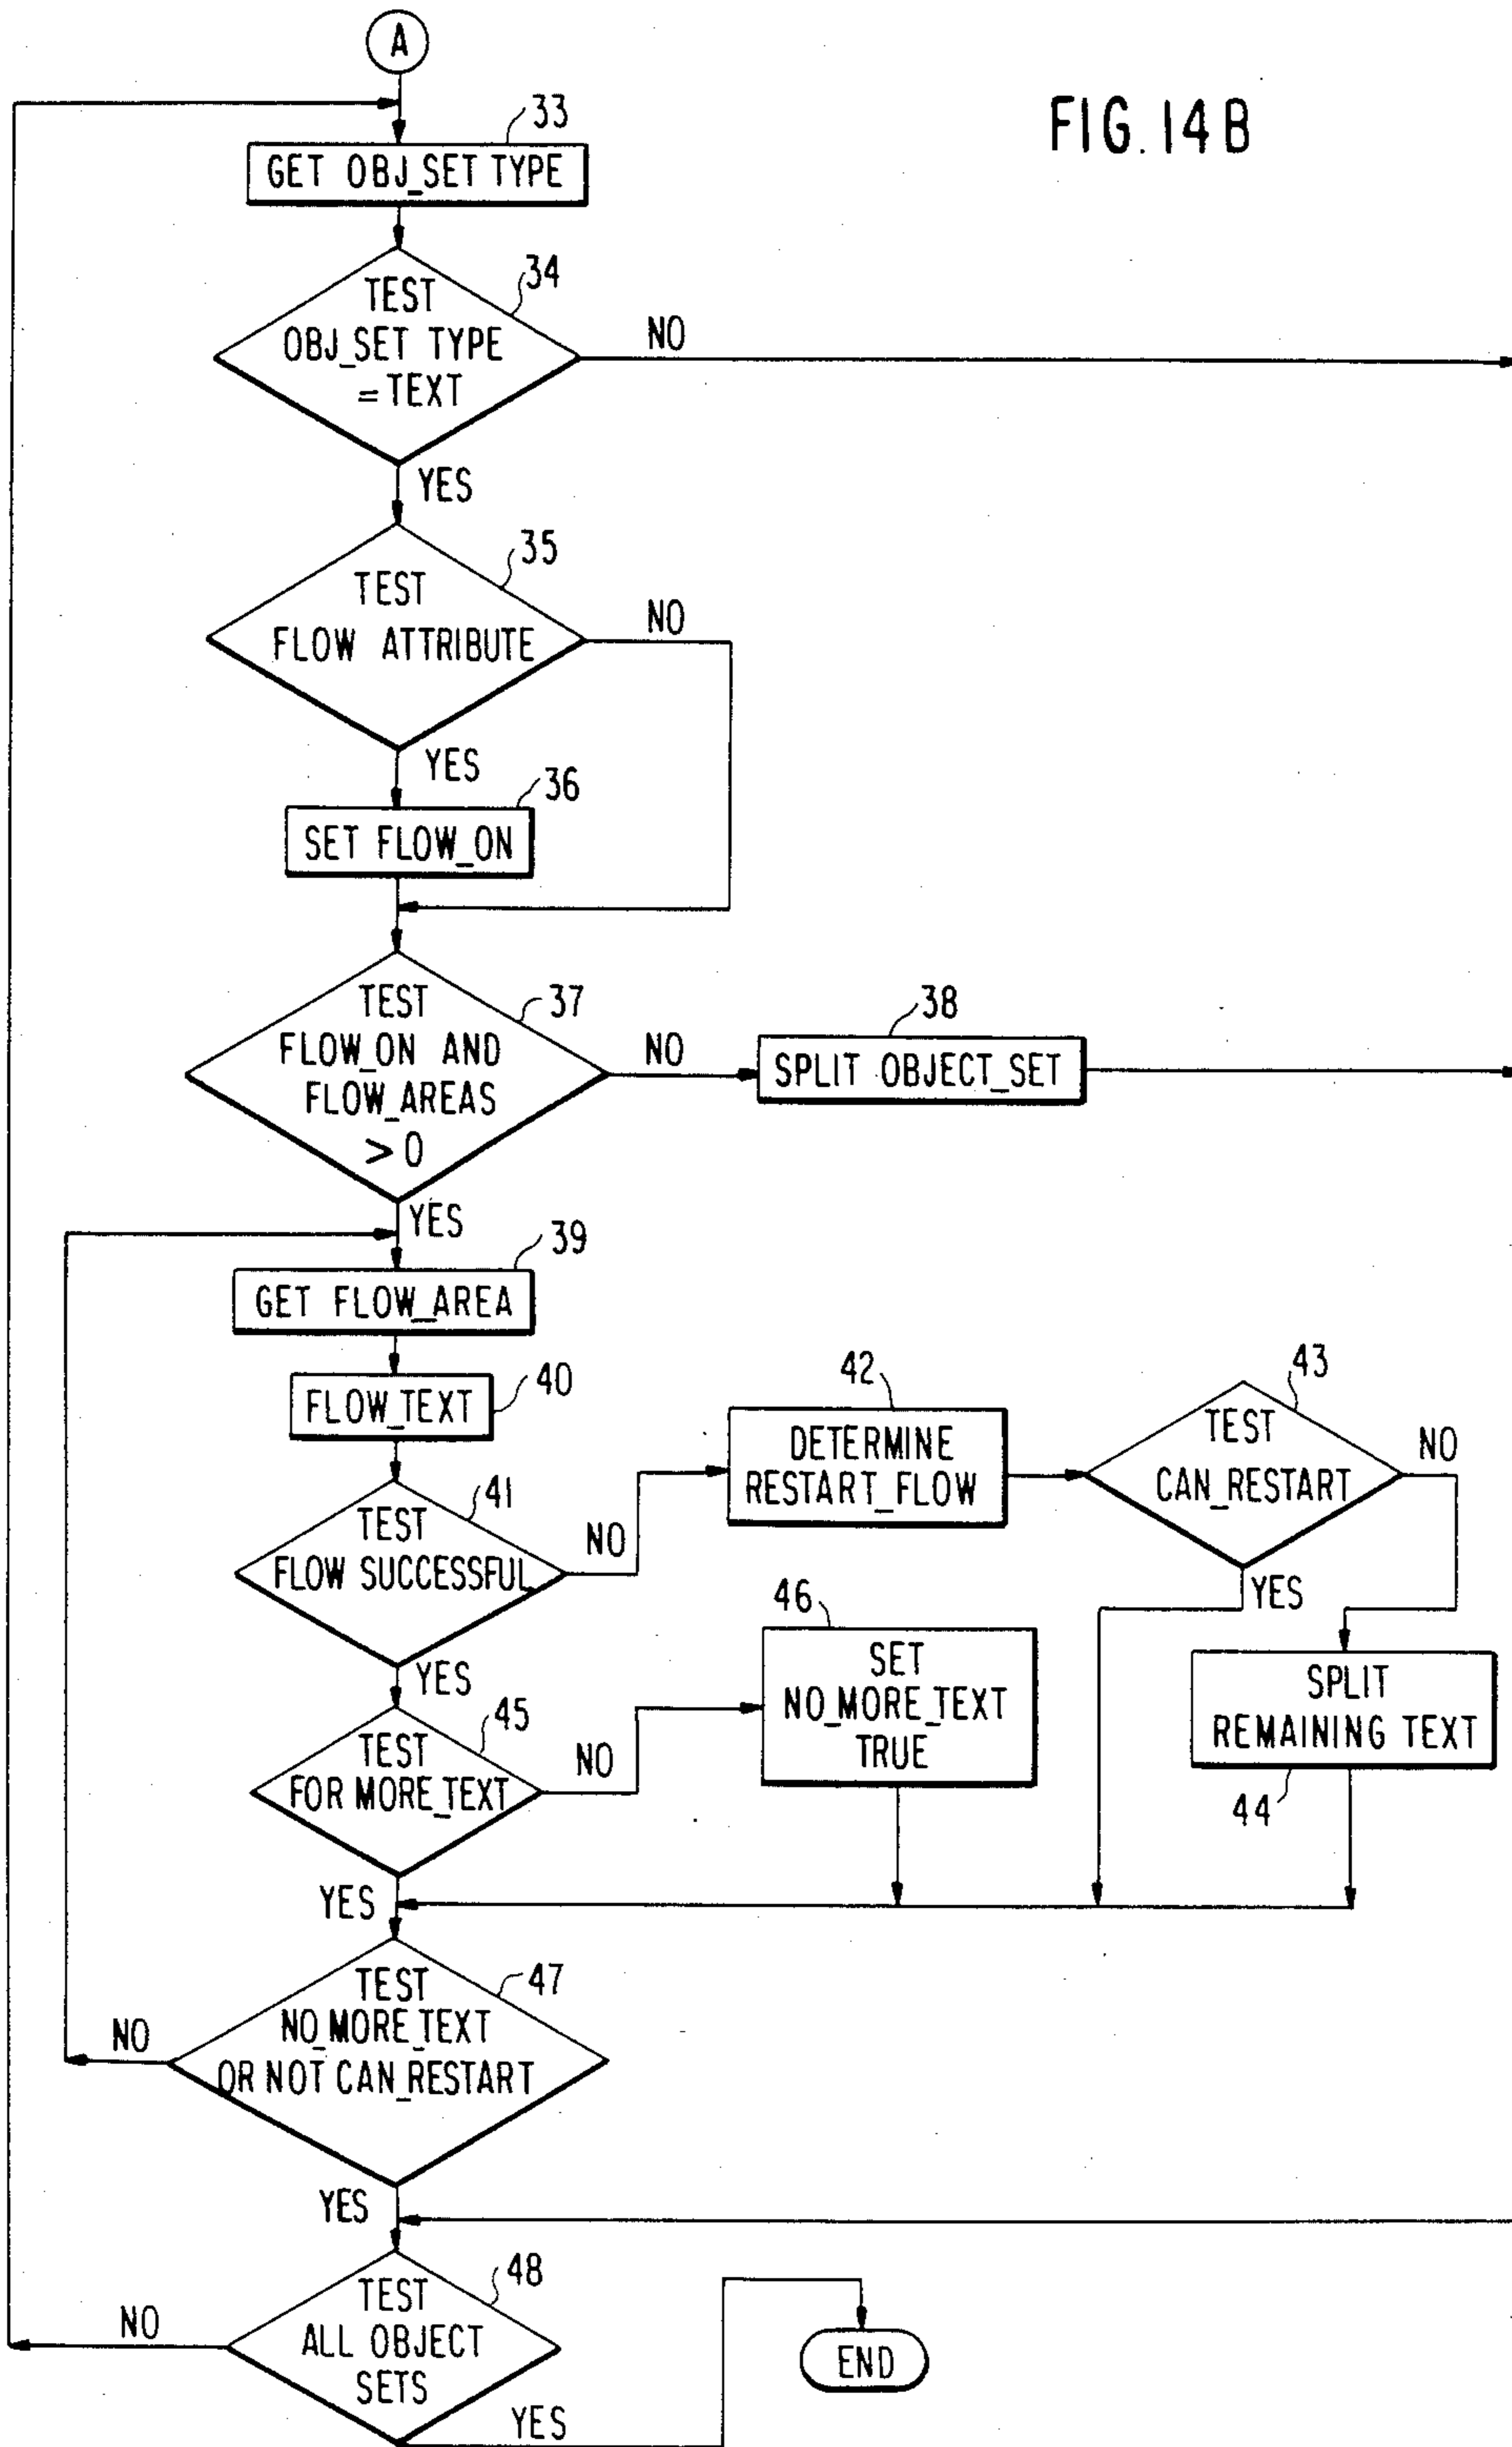 A
FIG. 14B
33
GET OBJ_SET TYPE
34
TEST
OBJ_SET TYPE
= TEXT
NO
YES
35
TEST
FLOW ATTRIBUTE
NO
YES
36
SET FLOW_ON
37
TEST
FLOW_ON AND
FLOW_AREAS
> 0
NO
38
SPLIT OBJECT_SET
YES
39
GET FLOW_AREA
40
FLOW_TEXT
41
TEST
FLOW SUCCESSFUL
NO
42
DETERMINE
RESTART_FLOW
43
TEST
CAN_RESTART
NO
YES
SPLIT
REMAINING TEXT
44
YES
45
TEST
FOR MORE_TEXT
NO
46
SET
NO_MORE_TEXT
TRUE
YES
47
TEST
NO_MORE_TEXT
OR NOT CAN_RESTART
NO
YES
48
TEST
ALL OBJECT
SETS
NO
YES
END